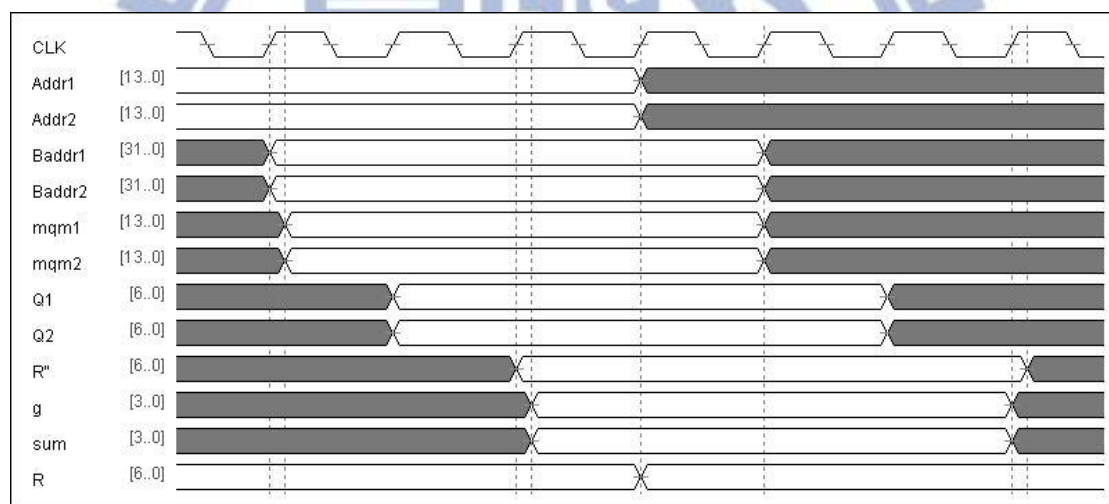 CLK
Addr1 [13..0]
Addr2 [13..0]
Baddr1 [31..0]
Baddr2 [31..0]
mqm1 [13..0]
mqm2 [13..0]
Q1 [6..0]
Q2 [6..0]
R" [6..0]
g [3..0]
sum [3..0]
R [6..0]